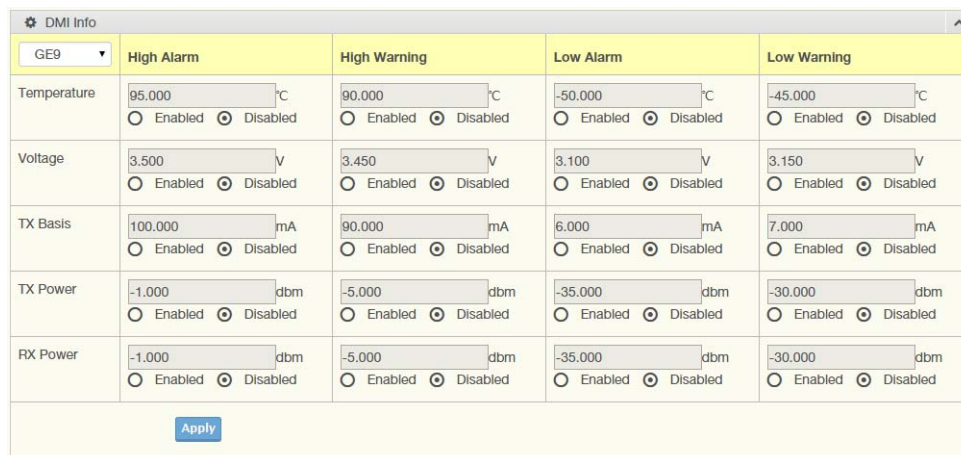 DMI Info
GE9 High Alarm High Warning Low Alarm Low Warning
Temperature 95.000 ℃ 90.000 ℃ -50.000 ℃ -45.000 ℃
Enabled Disabled Enabled Disabled Enabled Disabled Enabled Disabled
Voltage 3.500 V 3.450 V 3.100 V 3.150 V
Enabled Disabled Enabled Disabled Enabled Disabled Enabled Disabled
TX Basis 100.000 mA 90.000 mA 6.000 mA 7.000 mA
Enabled Disabled Enabled Disabled Enabled Disabled Enabled Disabled
TX Power -1.000 dbm -5.000 dbm -35.000 dbm -30.000 dbm
Enabled Disabled Enabled Disabled Enabled Disabled Enabled Disabled
RX Power -1.000 dbm -5.000 dbm -35.000 dbm -30.000 dbm
Enabled Disabled Enabled Disabled Enabled Disabled Enabled Disabled
Apply